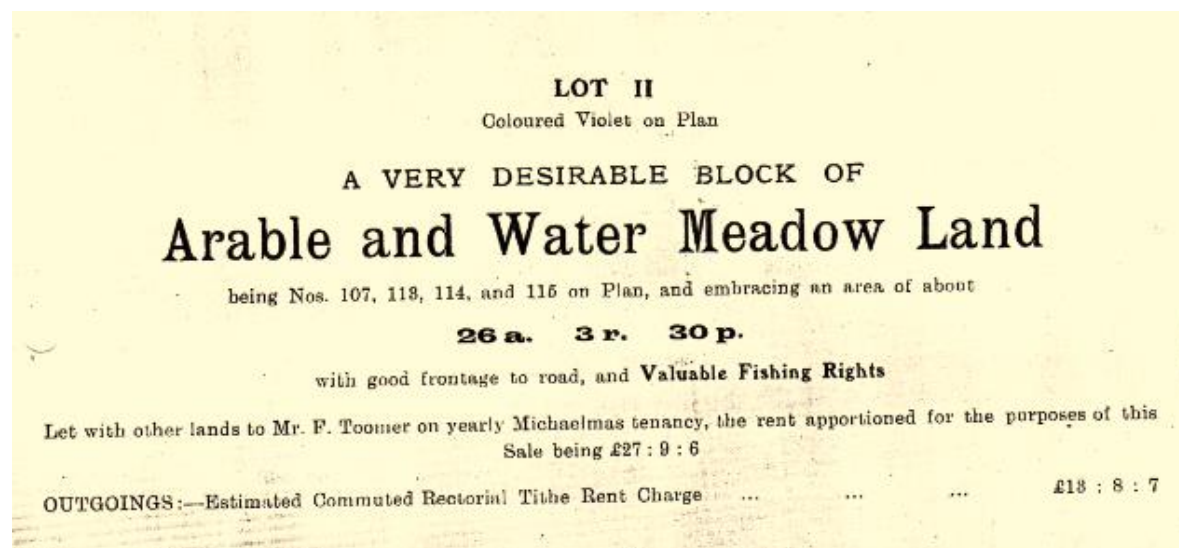 LOT II
Coloured Violet on Plan
A VERY DESIRABLE BLOCK OF
Arable and Water Meadow Land
being Nos. 107, 113, 114, and 115 on Plan, and embracing an area of about
26 a. 3 r. 30 p.
with good frontage to road, and Valuable Fishing Rights
Let with other lands to Mr. F. Toomer on yearly Michaelmas tenancy, the rent apportioned for the purposes of this
Sale being £27 : 9 : 6
OUTGOINGS:—Estimated Commuted Rectorial Tithe Rent Charge ... ... ... £13 : 8 : 7